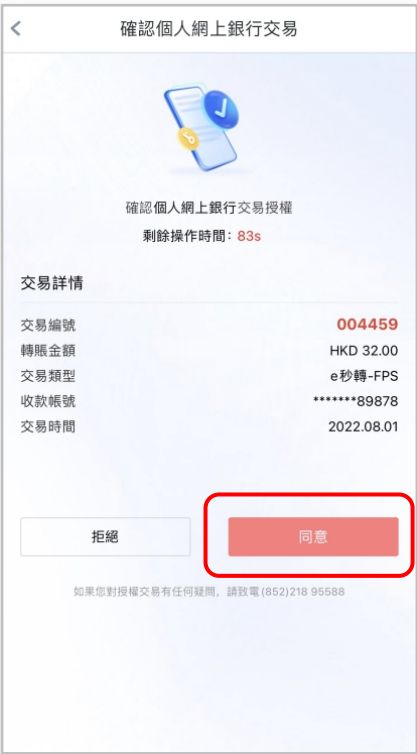 確認個人網上銀行交易
確認個人網上銀行交易授權
剩餘操作時間：83s
交易詳情
交易編號 004459
轉賬金額 HKD 32.00
交易類型 e秒轉-FPS
收款帳號 *******89878
交易時間 2022.08.01
拒絕 同意
如果您對授權交易有任何疑問，請致電(852)218 95588